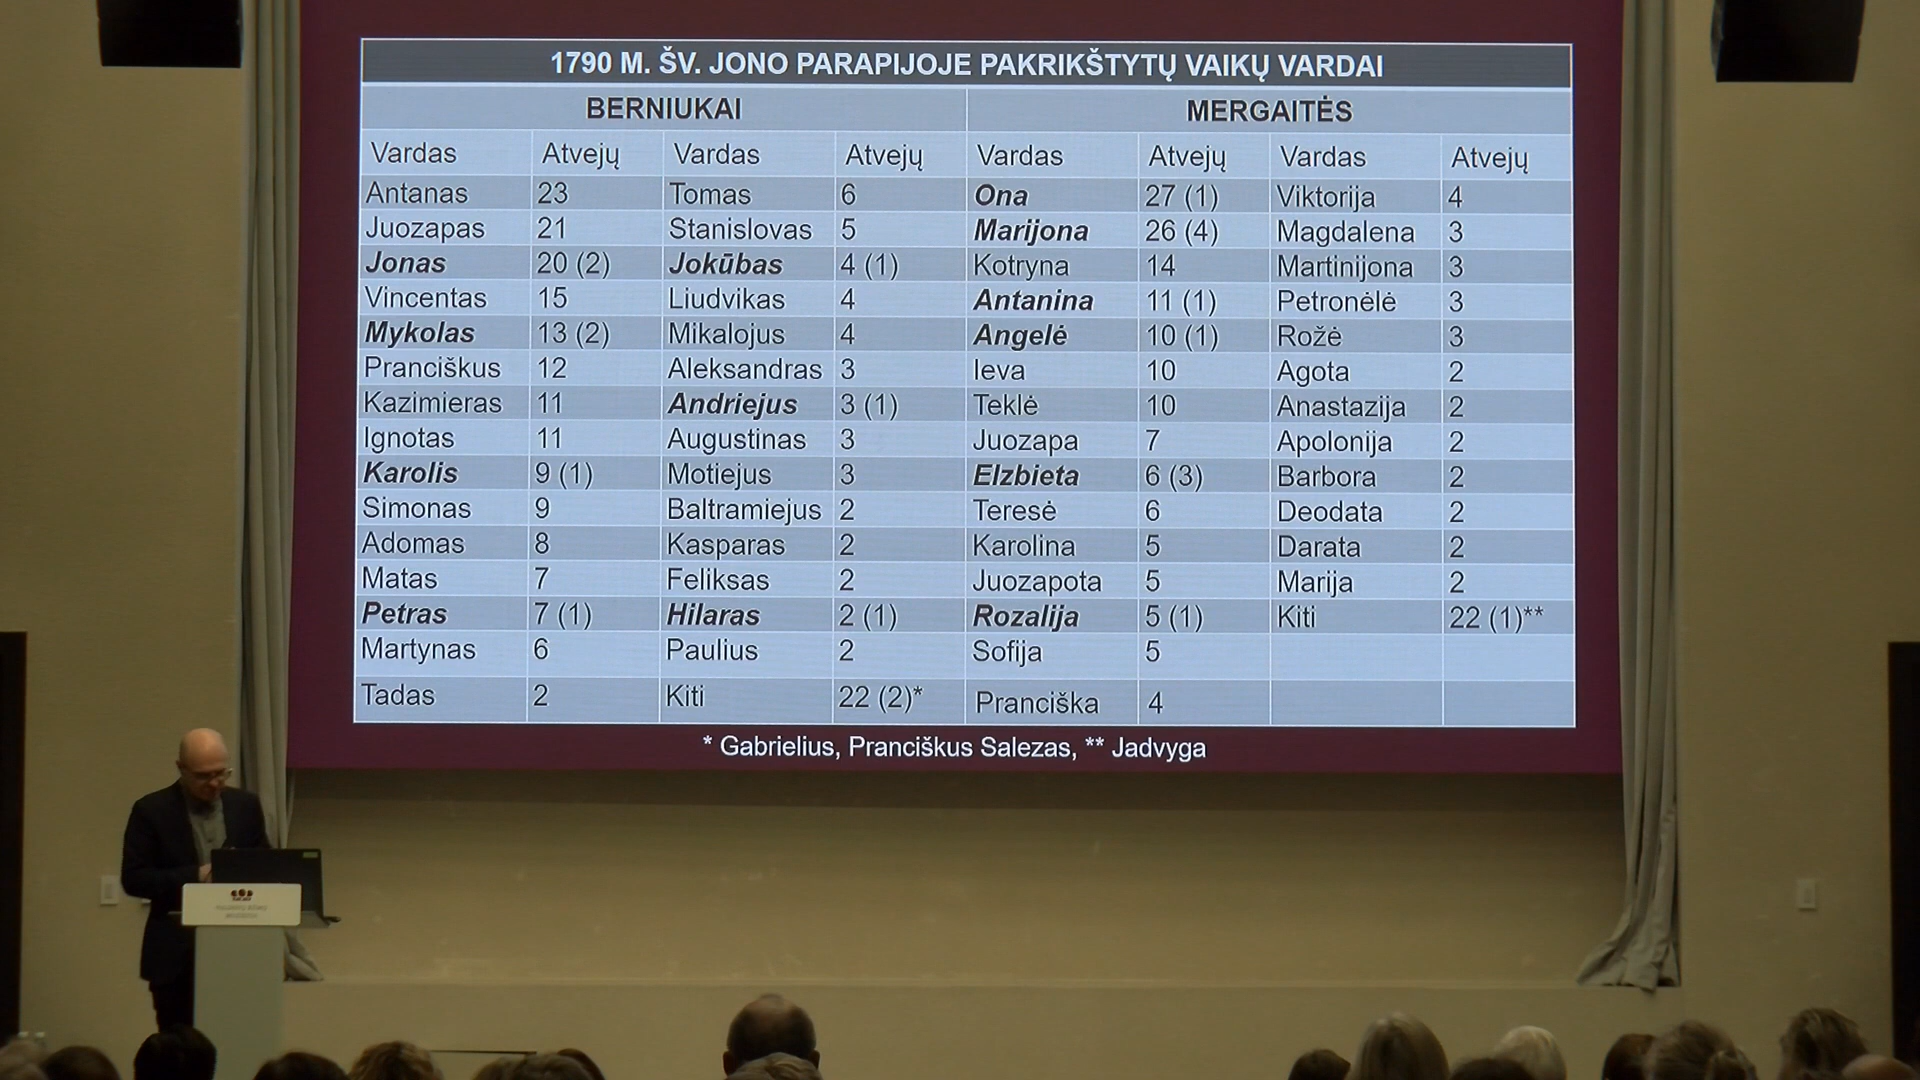 1790 M. ŠV. JONO PARAPIJOJE PAKRIKŠTYTŲ VAIKŲ VARDAI
BERNIUKAI MERGAITĖS
Vardas Atvejų Vardas Atvejų Vardas Atvejų Vardas Atvejų
Antanas 23 Tomas 6 Ona 27 (1) Viktorija 4
Juozapas 21 Stanislovas 5 Marijona 26 (4) Magdalena 3
Jonas 20 (2) Jokūbas 4 (1) Kotryna 14 Martinijona 3
Vincentas 15 Liudvikas 4 Antanina 11 (1) Petronėlė 3
Mykolas 13 (2) Mikalojus 4 Angelė 10 (1) Rožė 3
Pranciškus 12 Aleksandras 3 Ieva 10 Agota 2
Kazimieras 11 Andriejus 3 (1) Teklė 10 Anastazija 2
Ignotas 11 Augustinas 3 Juozapa 7 Apolonija 2
Karolis 9 (1) Motiejus 3 Elzbieta 6 (3) Barbora 2
Simonas 9 Baltramiejus 2 Teresė 6 Deodata 2
Adomas 8 Kasparas 2 Karolina 5 Darata 2
Matas 7 Feliksas 2 Juozapota 5 Marija 2
Petras 7 (1) Hilaras 2 (1) Rozalija 5 (1) Kiti 22 (1)**
Martynas 6 Paulius 2 Sofija 5
Tadas 2 Kiti 22 (2)* Pranciška 4
* Gabrielius, Pranciškus Salezas, ** Jadvyga